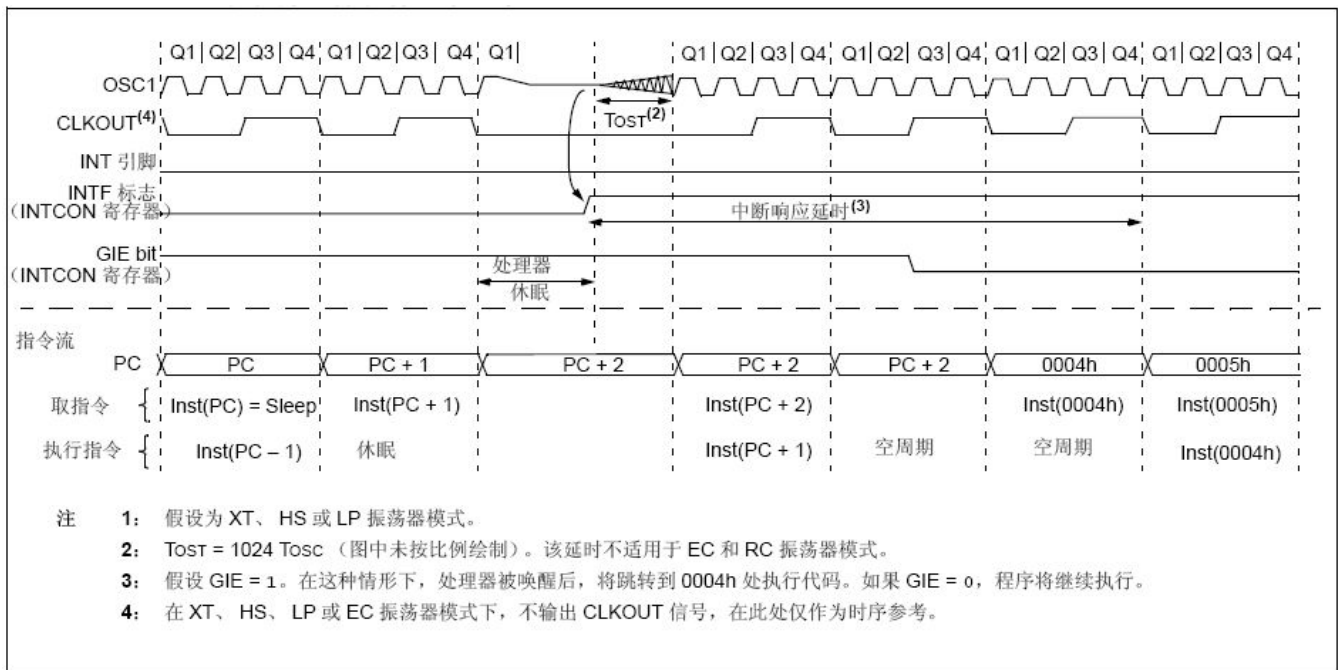 Q1| Q2| Q3| Q4 Q1| Q2| Q3| Q4 Q1| Q1| Q2| Q3| Q4 Q1| Q2| Q3| Q4 Q1| Q2| Q3| Q4 Q1| Q2| Q3| Q4
OSC1
TOST(2)
CLKOUT(4)
INT 引脚
INTF 标志
（INTCON 寄存器）
中断响应延时(3)
GIE bit
（INTCON 寄存器）
处理器
休眠
指令流
PC PC PC + 1 PC + 2 PC + 2 PC + 2 0004h 0005h
取指令 Inst(PC) = Sleep Inst(PC + 1) Inst(PC + 2) Inst(0004h) Inst(0005h)
执行指令 Inst(PC – 1) 休眠 Inst(PC + 1) 空周期 空周期 Inst(0004h)
注 1： 假设为 XT、 HS 或 LP 振荡器模式。
2： TOST = 1024 TOSC （图中未按比例绘制）。该延时不适用于 EC 和 RC 振荡器模式。
3： 假设 GIE = 1。在这种情形下，处理器被唤醒后，将跳转到 0004h 处执行代码。如果 GIE = 0，程序将继续执行。
4： 在 XT、 HS、 LP 或 EC 振荡器模式下，不输出 CLKOUT 信号，在此处仅作为时序参考。